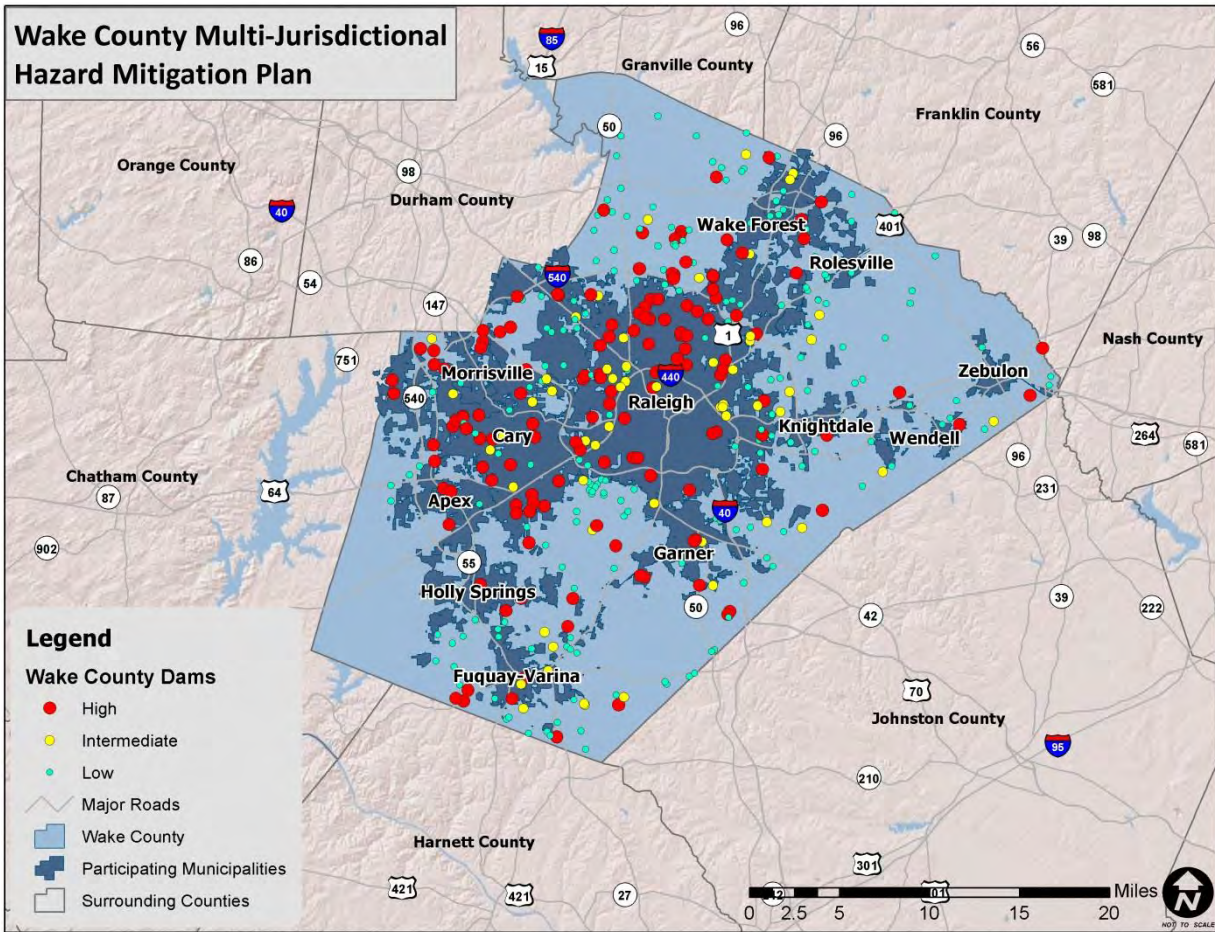 Wake County Multi-Jurisdictional
Hazard Mitigation Plan
85
15
96
56
581
Granville County
Franklin County
50
96
Orange County
98
Durham County
40
Wake Forest
401
39
98
Rolesville
86
54
540
147
1
Nash County
751
Morrisville
440
Zebulon
540
Raleigh
Knightdale
Wendell
264
581
Cary
96
Chatham County
87
64
231
Apex
40
902
Garner
55
Holly Springs
50
42
39
222
Legend
Wake County Dams
High
Intermediate
Low
Major Roads
Wake County
Participating Municipalities
Surrounding Counties
Fuquay-Varina
70
Johnston County
95
210
Harnett County
301
421
421
27
Miles
0 2.5 5 10 15 20
N
NOT TO SCALE